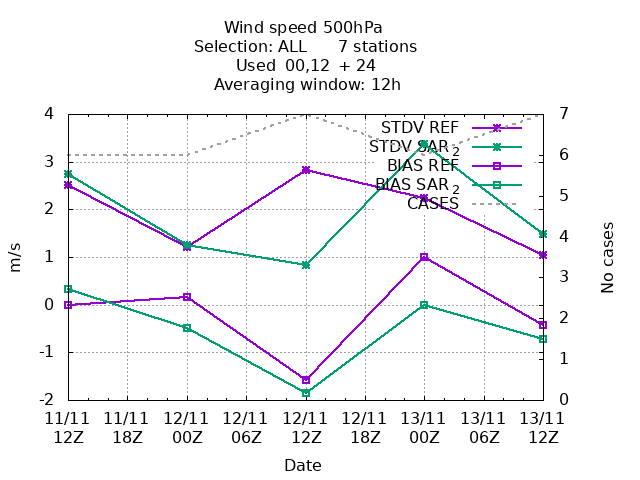 Wind speed 500hPa
Selection: ALL 7 stations
Used 00,12 + 24
Averaging window: 12h
4 7
STDV REF
STDV SAR 2
3 6
BIAS REF
BIAS SAR 2
2 5
CASES
1 4
0 3
-1 2
1
-2 0
m/s
No cases
11/11 11/11 12/11 12/11 12/11 12/11 13/11 13/11 13/11
12Z 18Z 00Z 06Z 12Z 18Z 00Z 06Z 12Z
Date